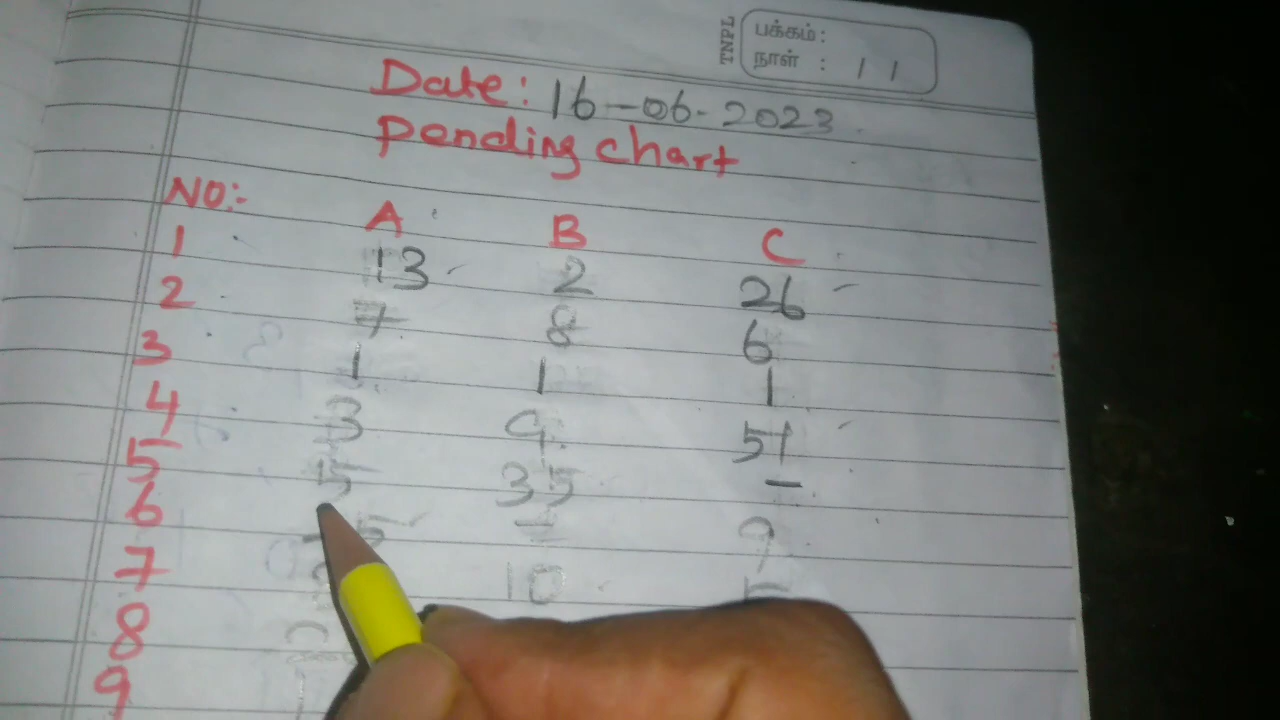 TNPL
பக்கம் :
நாள் : / /
Date: 16-06-2023
Pending chart
NO:-
A B C
1 13 2 26
2 7 8 6
3 1 1 1
4 3 9 51
5 5 35 -
6 9
7 10
8
9